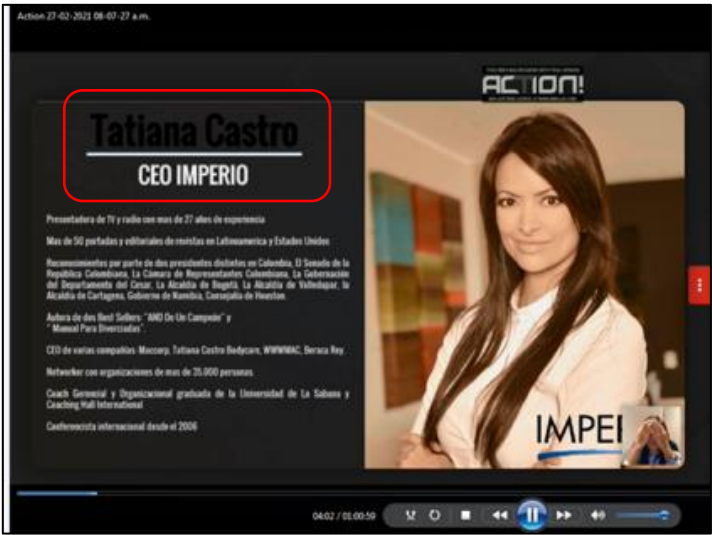 Action 27-02-2021 08-07-27 a.m.
ACTION!
Tatiana Castro
CEO IMPERIO
Presentadora de TV y radio con mas de 27 años de experiencia
Mas de 50 portadas y editoriales de revistas en Latinoamerica y Estados Unidos
Reconocimientos por parte de dos presidentes distintos en Colombia, El Senado de la
República Colombiana, La Cámara de Representantes Colombiana, La Gobernación
del Departamento del Cesar, La Alcaldía de Bogotá, La Alcaldía de Valledupar, la
Alcaldía de Cartagena, Gobierno de Namibia, Consejalía de Houston.
Autora de dos Best Sellers: "AND De Un Campeón" y
" Manual Para Divorciadas".
CEO de varias compañías: Maccorp, Tatiana Castro Bodycare, WWWMAC, Beraca Rey.
Networker con organizaciones de mas de 35.000 personas.
Coach Gerencial y Organizacional graduada de la Universidad de La Sabana y
Coaching Hall International
Conferencista internacional desde el 2006
IMPE
04:02 / 01:00:59